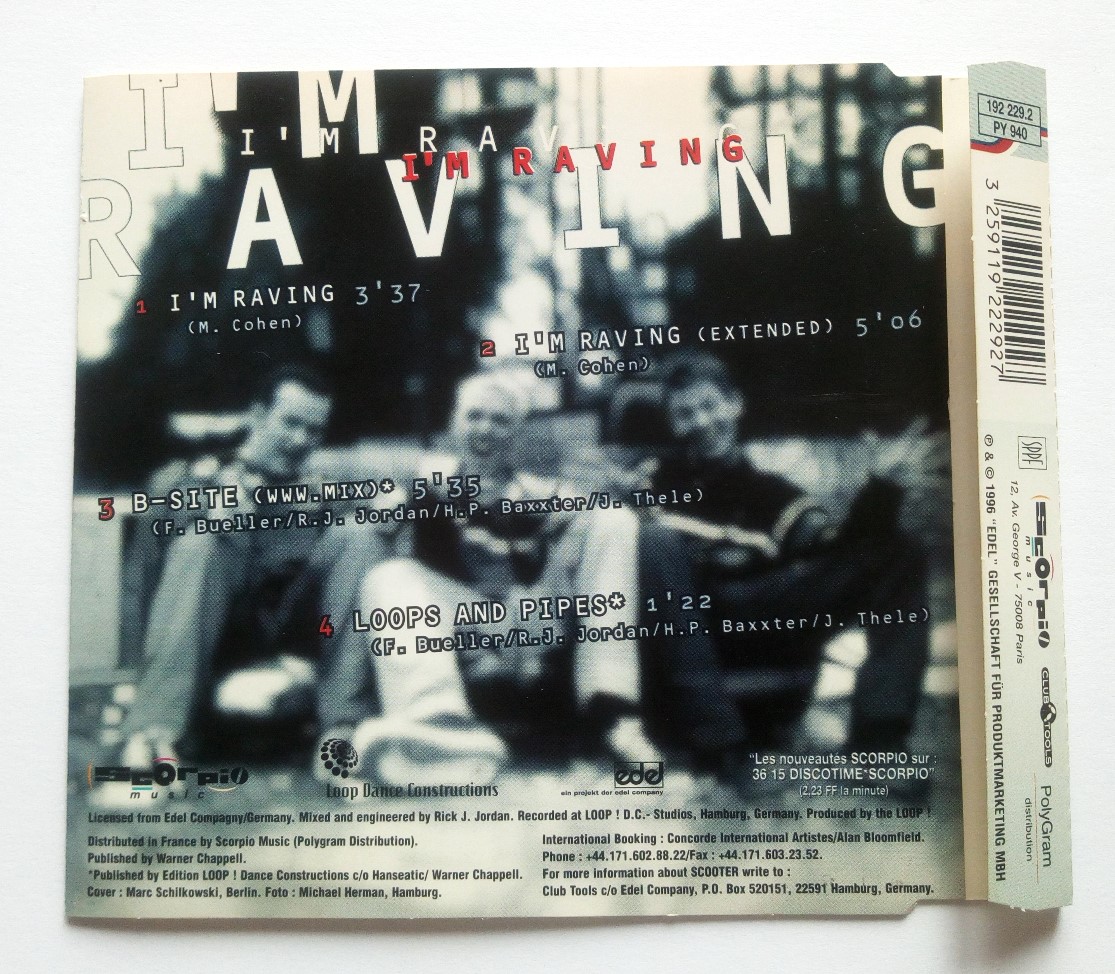 I'M
RAVING
I'M RAVING
I'M RAVING
1 I'M RAVING 3'37
(M. Cohen)
2 I'M RAVING (EXTENDED) 5'06
(M. Cohen)
3 B-SITE (WWW.MIX)* 5'35
(F. Bueller/R.J. Jordan/H.P. Baxxter/J. Thele)
4 LOOPS AND PIPES* 1'22
(F. Bueller/R.J. Jordan/H.P. Baxxter/J. Thele)
scorpio
music
Loop Dance Constructions
edel
ein projekt der edel company
"Les nouveautés SCORPIO sur :
36 15 DISCOTIME*SCORPIO"
(2,23 FF la minute)
Licensed from Edel Compagny/Germany. Mixed and engineered by Rick J. Jordan. Recorded at LOOP ! D.C.- Studios, Hamburg, Germany. Produced by the LOOP !
Distributed in France by Scorpio Music (Polygram Distribution).
Published by Warner Chappell.
*Published by Edition LOOP ! Dance Constructions c/o Hanseatic/ Warner Chappell.
Cover : Marc Schilkowski, Berlin. Foto : Michael Herman, Hamburg.
International Booking : Concorde International Artistes/Alan Bloomfield.
Phone : +44.171.602.88.22/Fax : +44.171.603.23.52.
For more information about SCOOTER write to :
Club Tools c/o Edel Company, P.O. Box 520151, 22591 Hamburg, Germany.
192 229.2
PY 940
3 259119 222927
SPPF
scorpio
music
12, Av. George V - 75008 Paris
CLUB TOOLS
PolyGram
distribution
℗ & © 1996 "EDEL" GESELLSCHAFT FÜR PRODUKTMARKETING MBH